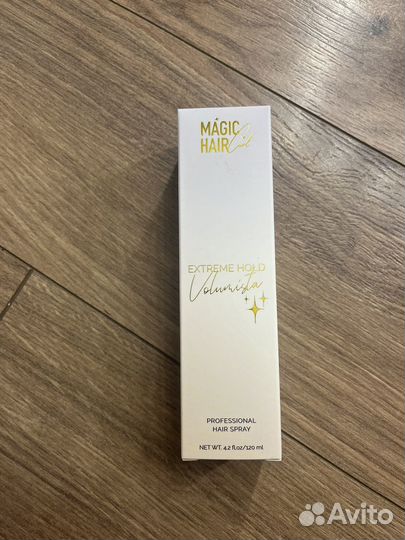 MAGIC
HAIR
EXTREME HOLD
Volumista
PROFESSIONAL
HAIR SPRAY
NET WT. 4.2 fl.oz/120 ml
Avito